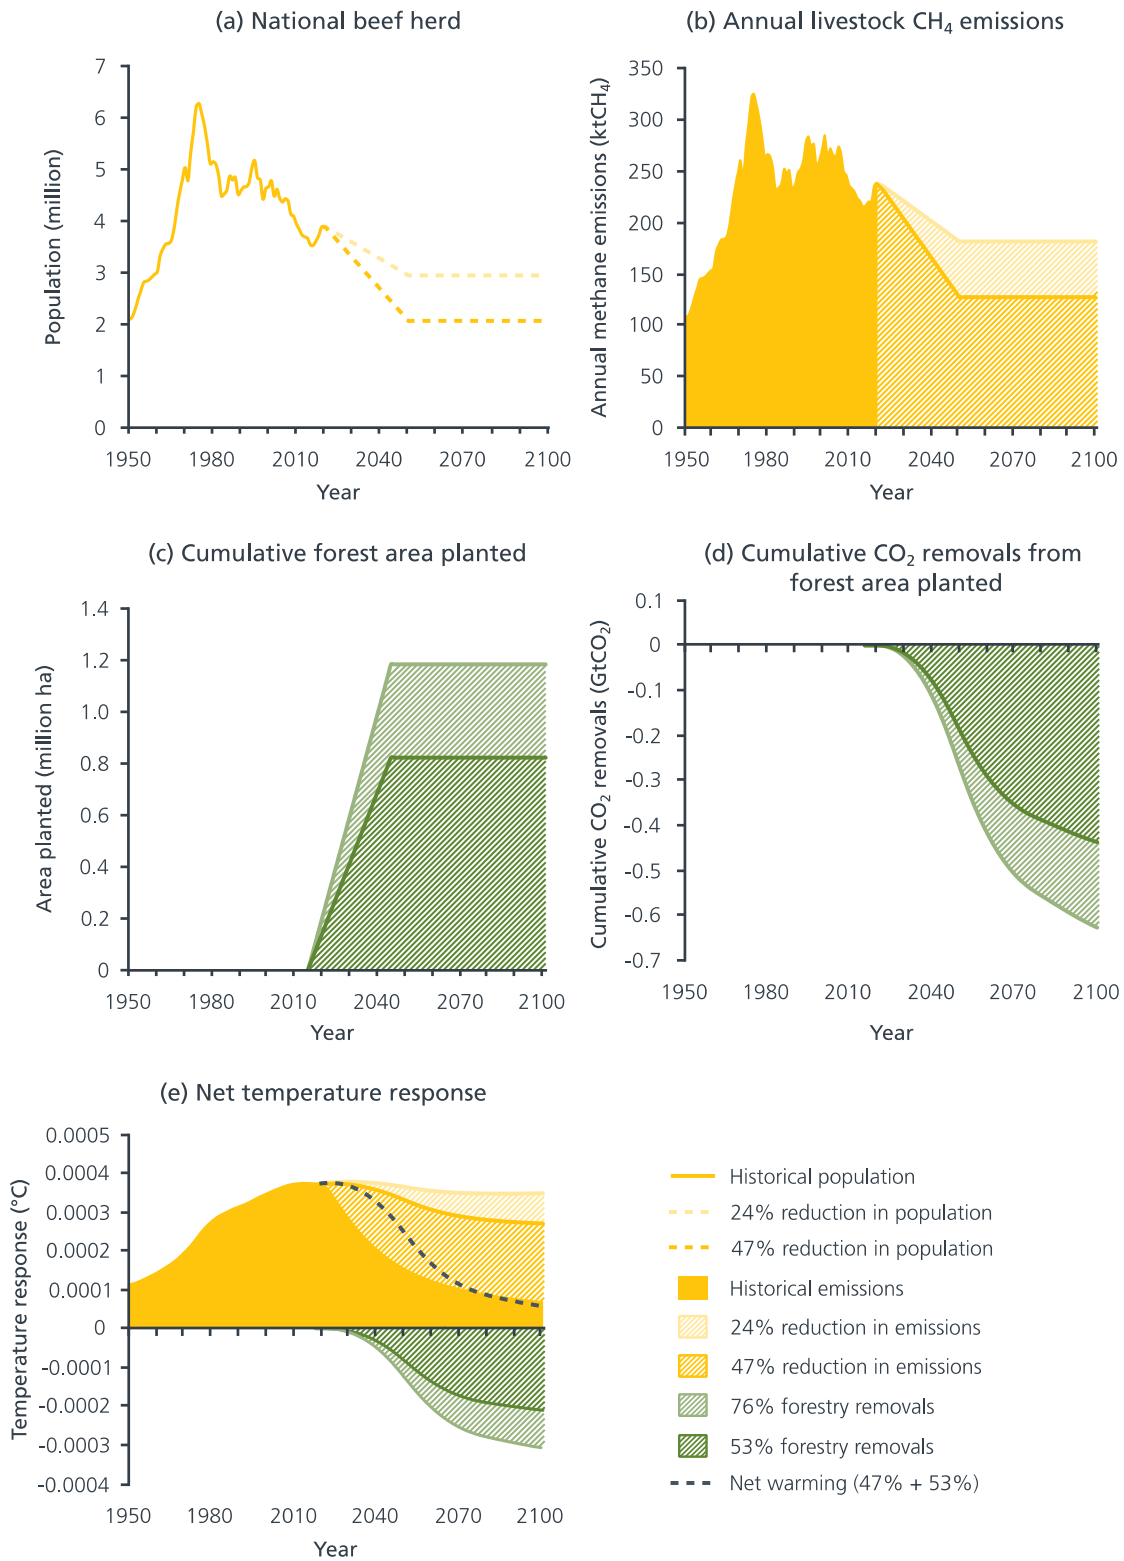 (a) National beef herd
Population (million)
7
6
5
4
3
2
1
0
1950 1980 2010 2040 2070 2100
Year
(b) Annual livestock CH₄ emissions
Annual methane emissions (ktCH₄)
350
300
250
200
150
100
50
0
1950 1980 2010 2040 2070 2100
Year
(c) Cumulative forest area planted
Area planted (million ha)
1.4
1.2
1.0
0.8
0.6
0.4
0.2
0
1950 1980 2010 2040 2070 2100
Year
(d) Cumulative CO₂ removals from
forest area planted
Cumulative CO₂ removals (GtCO₂)
0.1
0
-0.1
-0.2
-0.3
-0.4
-0.5
-0.6
-0.7
1950 1980 2010 2040 2070 2100
Year
(e) Net temperature response
Temperature response (°C)
0.0005
0.0004
0.0003
0.0002
0.0001
0
-0.0001
-0.0002
-0.0003
-0.0004
1950 1980 2010 2040 2070 2100
Year
Historical population
24% reduction in population
47% reduction in population
Historical emissions
24% reduction in emissions
47% reduction in emissions
76% forestry removals
53% forestry removals
Net warming (47% + 53%)